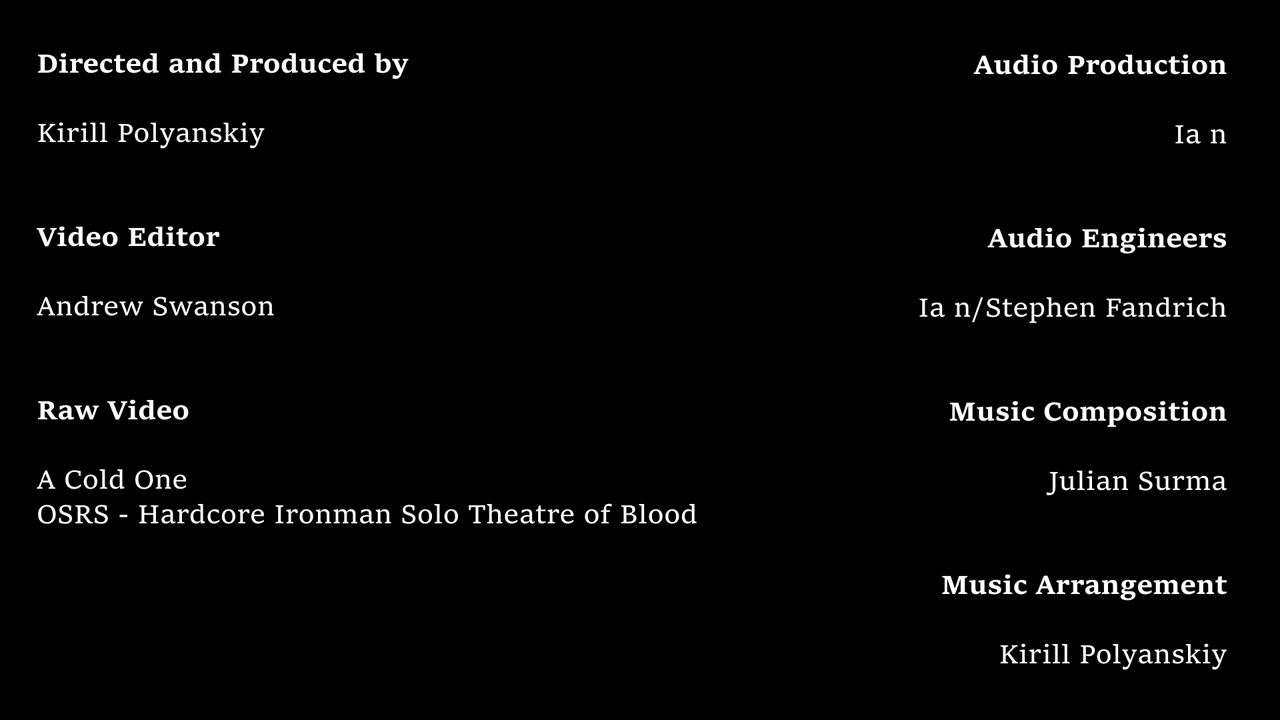 Directed and Produced by
Kirill Polyanskiy
Video Editor
Andrew Swanson
Raw Video
A Cold One
OSRS - Hardcore Ironman Solo Theatre of Blood
Audio Production
Ia n
Audio Engineers
Ia n/Stephen Fandrich
Music Composition
Julian Surma
Music Arrangement
Kirill Polyanskiy